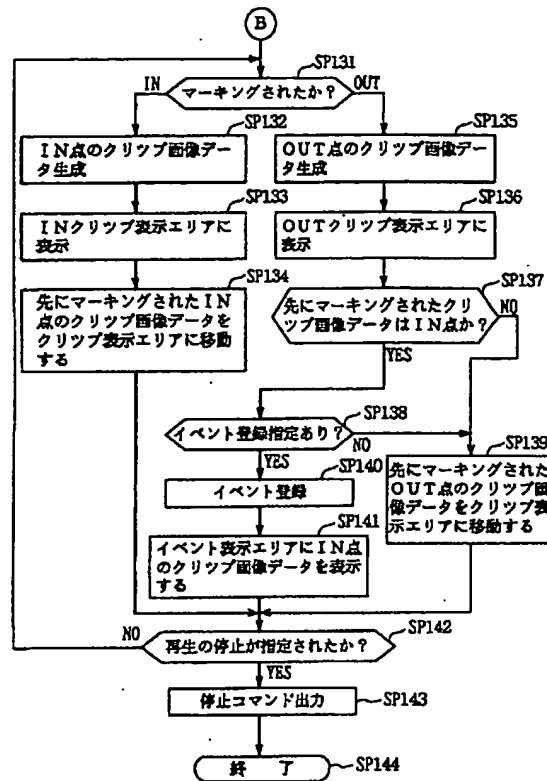 B
SP131
IN
マーキングされたか？
OUT
SP132
IN点のクリツプ画像デー
タ生成
SP135
OUT点のクリツプ画像デ
ータ生成
SP133
INクリツプ表示エリアに
表示
SP136
OUTクリツプ表示エリアに
表示
SP134
先にマーキングされたIN
点のクリツプ画像データを
クリツプ表示エリアに移動
する
SP137
先にマーキングされたクリ
ツプ画像データはIN点か？
NO
YES
SP138
イベント登録指定あり？
NO
YES
SP139
先にマーキングされた
OUT点のクリツプ画
像データをクリツプ表
示エリアに移動する
SP140
イベント登録
SP141
イベント表示エリアにIN点
のクリツプ画像データを表示
する
NO
SP142
再生の停止が指定されたか？
YES
停止コマンド出力
SP143
終 了
SP144